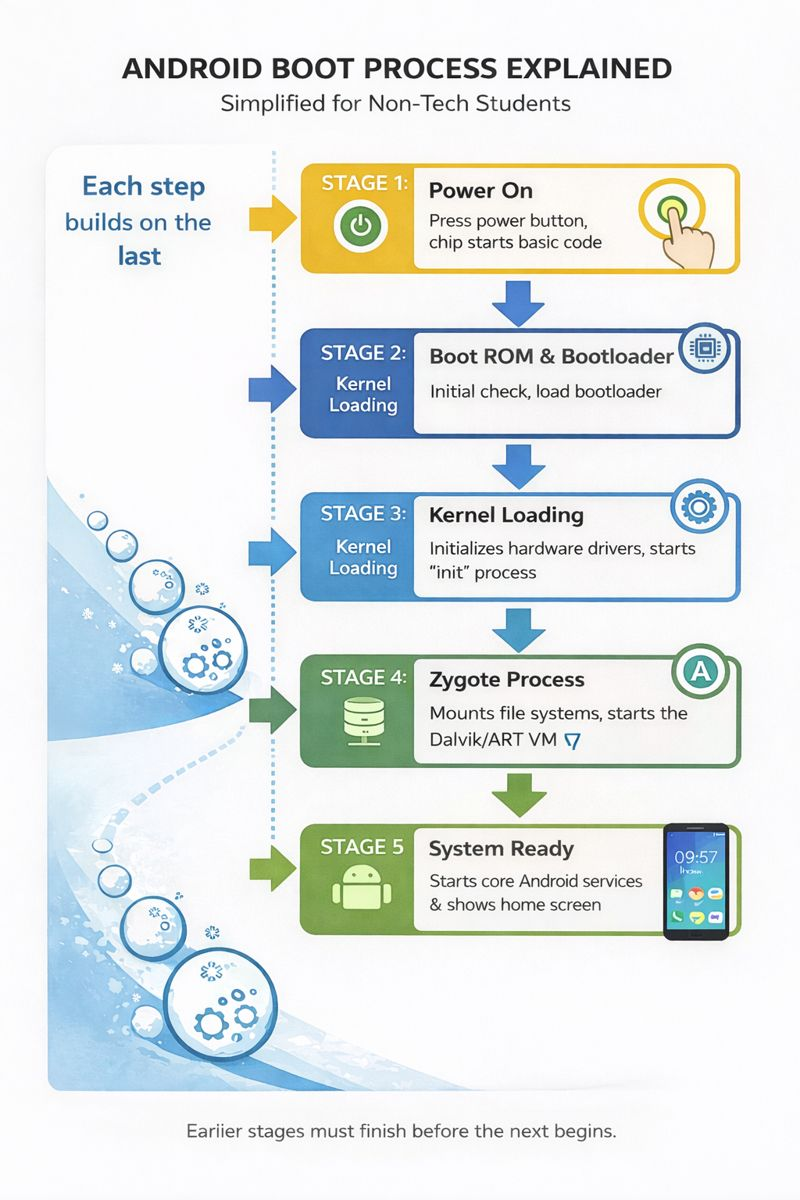 ANDROID BOOT PROCESS EXPLAINED
Simplified for Non-Tech Students
Each step
builds on the
last
STAGE 1:
Power On
Press power button,
chip starts basic code
STAGE 2:
Kernel
Loading
Boot ROM & Bootloader
Initial check, load bootloader
STAGE 3:
Kernel
Loading
Kernel Loading
Initializes hardware drivers, starts
“init” process
STAGE 4:
Zygote Process
A
Mounts file systems, starts the
Dalvik/ART VM
STAGE 5
System Ready
Starts core Android services
& shows home screen
09:57
Eariier stages must finish before the next begins.